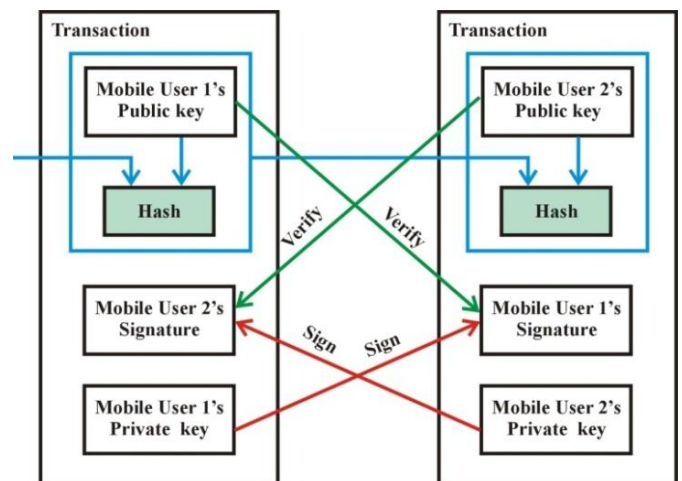 Transaction
Mobile User 1's
Public key
Hash
Mobile User 2's
Signature
Mobile User 1's
Private key
Verify
Verify
Sign
Sign
Transaction
Mobile User 2's
Public key
Hash
Mobile User 1's
Signature
Mobile User 2's
Private key